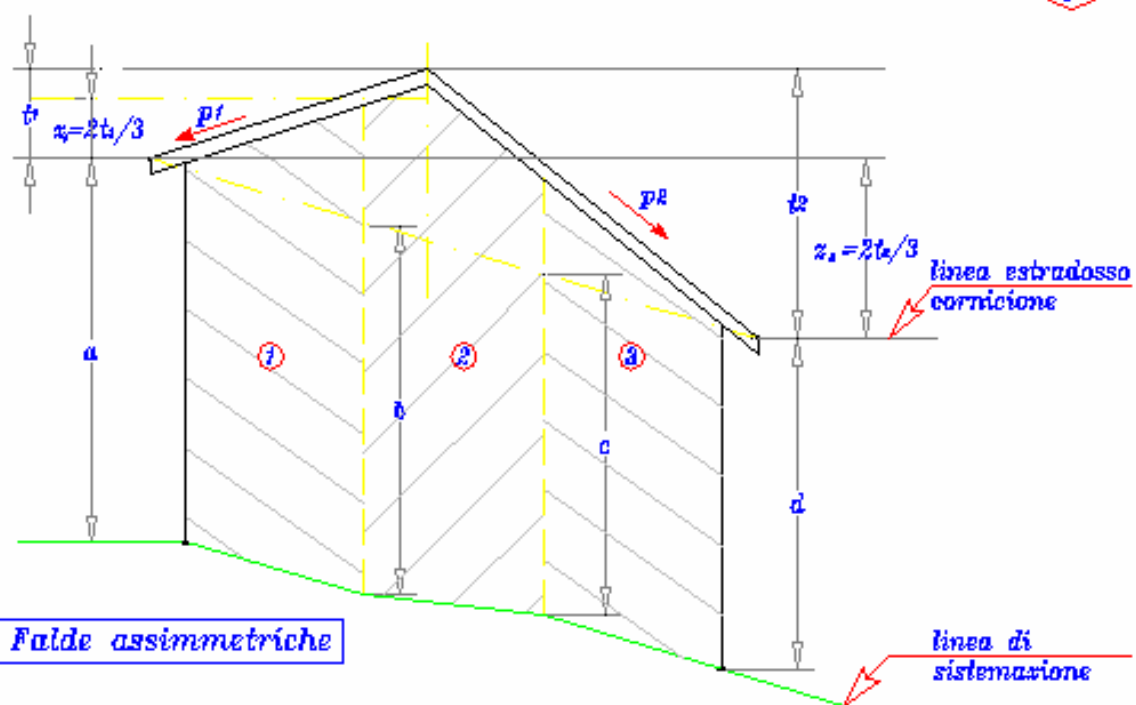 t1
z₁=2t₁/3
p1
p2
t2
z₂=2t₂/3
linea estradosso
cornicione
a
1
2
3
b
c
d
Falde assimmetriche
linea di
sistemazione